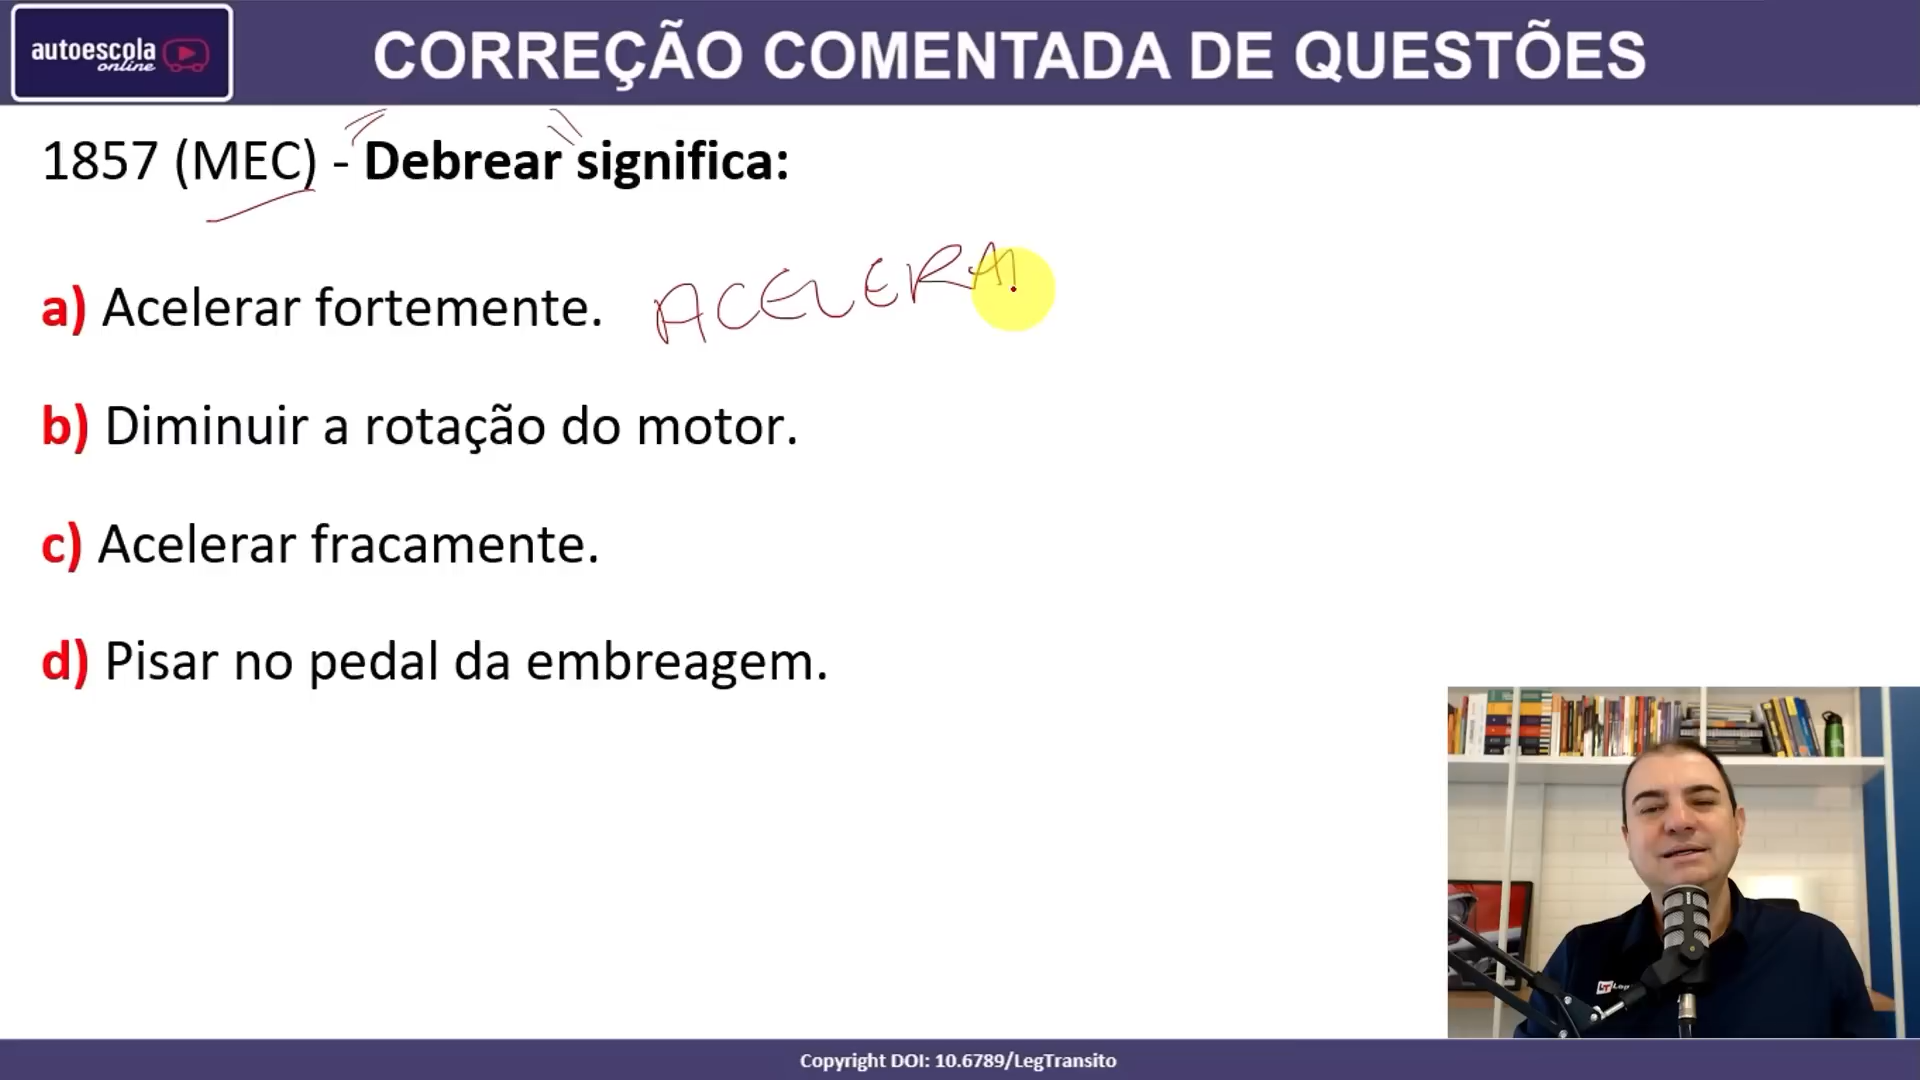 autoescola
online
CORREÇÃO COMENTADA DE QUESTÕES
1857 (MEC) - Debrear significa:
a) Acelerar fortemente. ACELERA
b) Diminuir a rotação do motor.
c) Acelerar fracamente.
d) Pisar no pedal da embreagem.
Copyright DOI: 10.6789/LegTransito